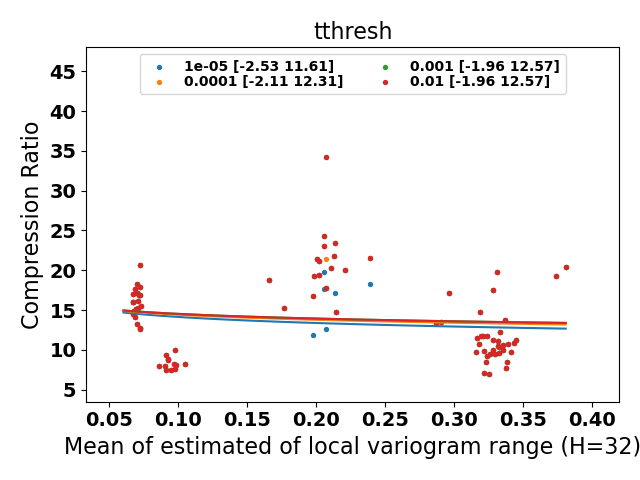 tthresh
1e-05 [-2.53 11.61]
0.0001 [-2.11 12.31]
0.001 [-1.96 12.57]
0.01 [-1.96 12.57]
Compression Ratio
45
40
35
30
25
20
15
10
5
0.05 0.10 0.15 0.20 0.25 0.30 0.35 0.40
Mean of estimated of local variogram range (H=32)